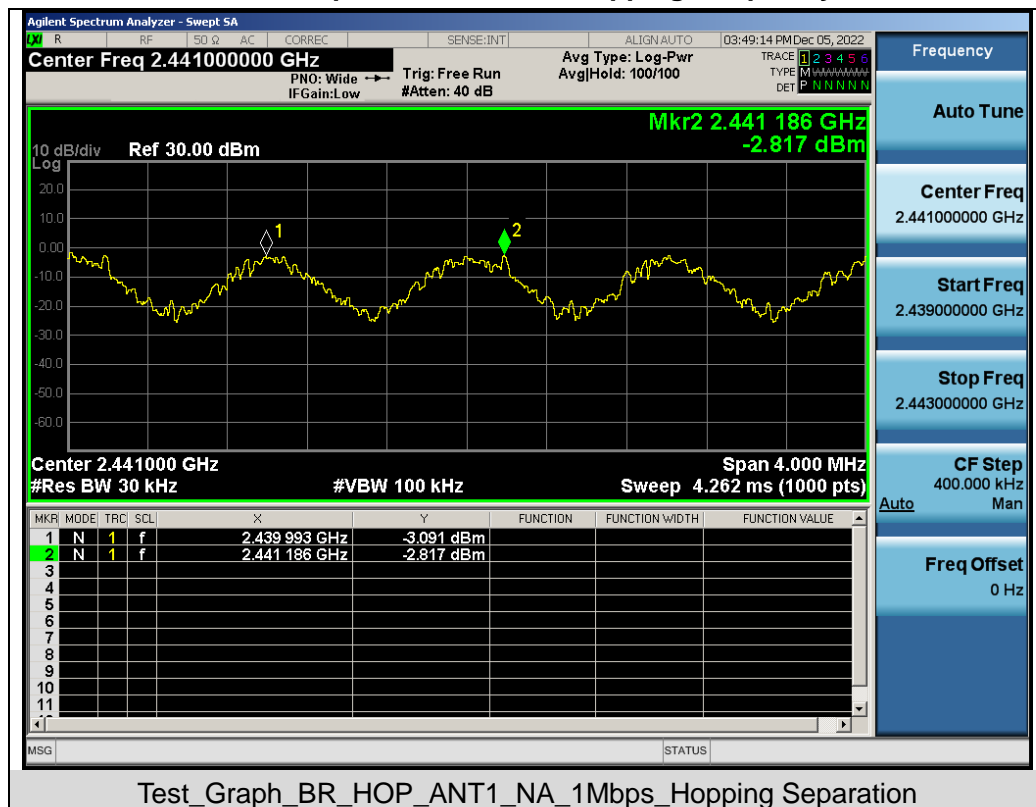 Agilent Spectrum Analyzer - Swept SA
LXI R RF 50 Ω AC CORREC SENSE:INT ALIGN AUTO 03:49:14 PM Dec 05, 2022
Center Freq 2.441000000 GHz
PNO: Wide
IFGain:Low
Trig: Free Run
#Atten: 40 dB
Avg Type: Log-Pwr
Avg|Hold: 100/100
TRACE 1 2 3 4 5 6
TYPE M
DET P N N N N N
Mkr2 2.441 186 GHz
-2.817 dBm
10 dB/div Ref 30.00 dBm
Log
20.0
10.0
0.00
-10.0
-20.0
-30.0
-40.0
-50.0
-60.0
1
2
Center 2.441000 GHz Span 4.000 MHz
#Res BW 30 kHz #VBW 100 kHz Sweep 4.262 ms (1000 pts)
MKR MODE TRC SCL X Y FUNCTION FUNCTION WIDTH FUNCTION VALUE
1 N 1 f 2.439 993 GHz -3.091 dBm
2 N 1 f 2.441 186 GHz -2.817 dBm
3
4
5
6
7
8
9
10
11
MSG STATUS
Frequency
Auto Tune
Center Freq
2.441000000 GHz
Start Freq
2.439000000 GHz
Stop Freq
2.443000000 GHz
CF Step
400.000 kHz
Auto Man
Freq Offset
0 Hz
Test_Graph_BR_HOP_ANT1_NA_1Mbps_Hopping Separation